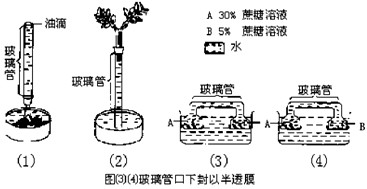 油滴
玻璃管
玻璃管
A 30% 蔗糖溶液
B 5% 蔗糖溶液
水
玻璃管 玻璃管
A A B
(1) (2) (3) (4)
图(3)(4)玻璃管口下封以半透膜